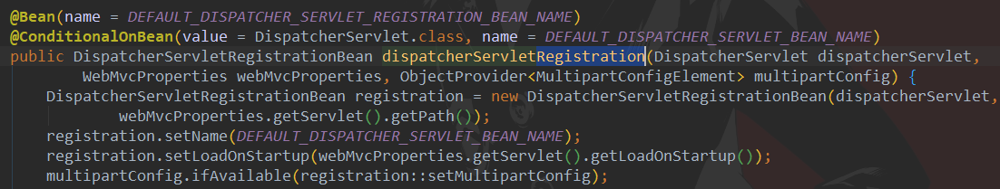 @Bean(name = DEFAULT_DISPATCHER_SERVLET_REGISTRATION_BEAN_NAME)
@ConditionalOnBean(value = DispatcherServlet.class, name = DEFAULT_DISPATCHER_SERVLET_BEAN_NAME)
public DispatcherServletRegistrationBean dispatcherServletRegistration(DispatcherServlet dispatcherServlet,
WebMvcProperties webMvcProperties, ObjectProvider<MultipartConfigElement> multipartConfig) {
DispatcherServletRegistrationBean registration = new DispatcherServletRegistrationBean(dispatcherServlet,
webMvcProperties.getServlet().getPath());
registration.setName(DEFAULT_DISPATCHER_SERVLET_BEAN_NAME);
registration.setLoadOnStartup(webMvcProperties.getServlet().getLoadOnStartup());
multipartConfig.ifAvailable(registration::setMultipartConfig);